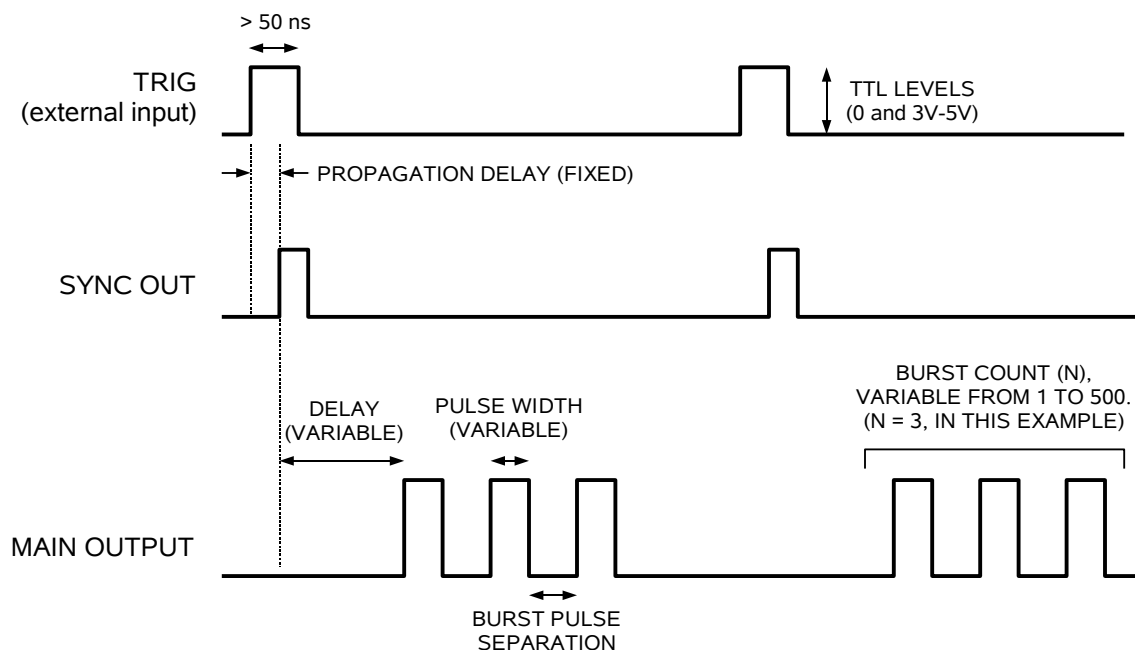 > 50 ns
TRIG
(external input)
TTL LEVELS
(0 and 3V-5V)
PROPAGATION DELAY (FIXED)
SYNC OUT
BURST COUNT (N),
VARIABLE FROM 1 TO 500.
(N = 3, IN THIS EXAMPLE)
DELAY
(VARIABLE)
PULSE WIDTH
(VARIABLE)
MAIN OUTPUT
BURST PULSE
SEPARATION